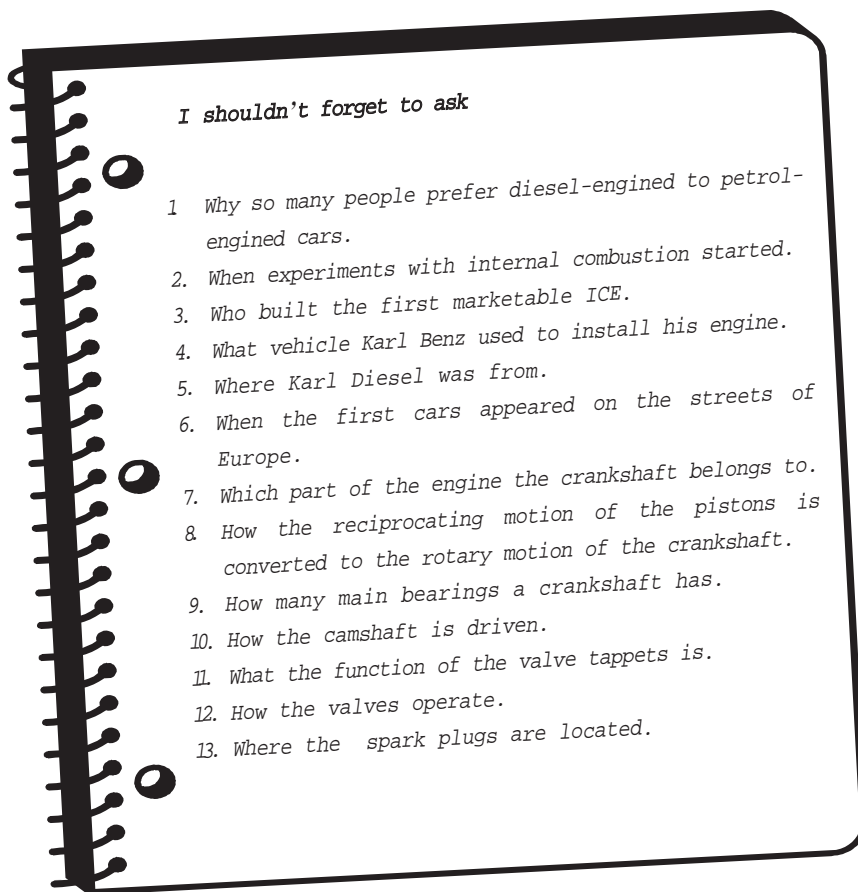 I shouldn't forget to ask
1. Why so many people prefer diesel-engined to petrol-
engined cars.
2. When experiments with internal combustion started.
3. Who built the first marketable ICE.
4. What vehicle Karl Benz used to install his engine.
5. Where Karl Diesel was from.
6. When the first cars appeared on the streets of
Europe.
7. Which part of the engine the crankshaft belongs to.
8. How the reciprocating motion of the pistons is
converted to the rotary motion of the crankshaft.
9. How many main bearings a crankshaft has.
10. How the camshaft is driven.
11. What the function of the valve tappets is.
12. How the valves operate.
13. Where the spark plugs are located.